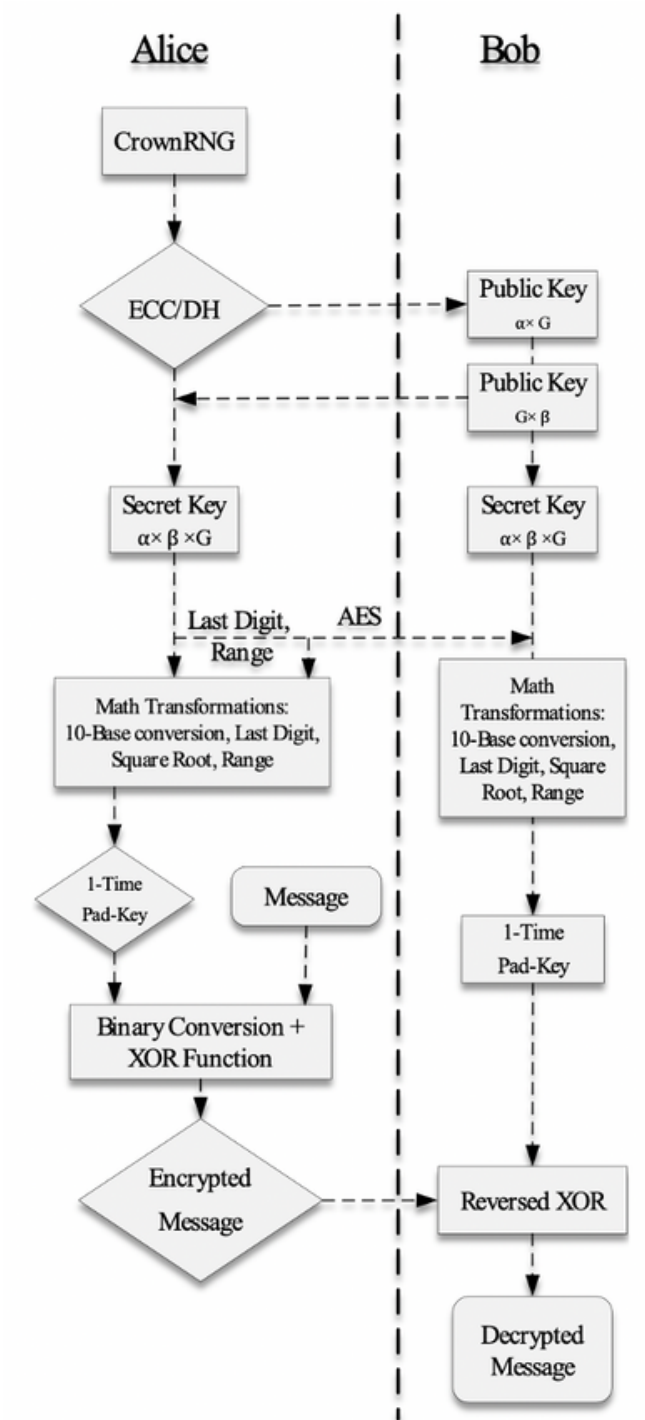 Alice
Bob
CrownRNG
ECC/DH
Public Key
α× G
Public Key
G× β
Secret Key
α× β ×G
Secret Key
α× β ×G
Last Digit,
Range
AES
Math Transformations:
10-Base conversion, Last Digit,
Square Root, Range
Math
Transformations:
10-Base conversion,
Last Digit, Square
Root, Range
1-Time
Pad-Key
Message
1-Time
Pad-Key
Binary Conversion +
XOR Function
Encrypted
Message
Reversed XOR
Decrypted
Message